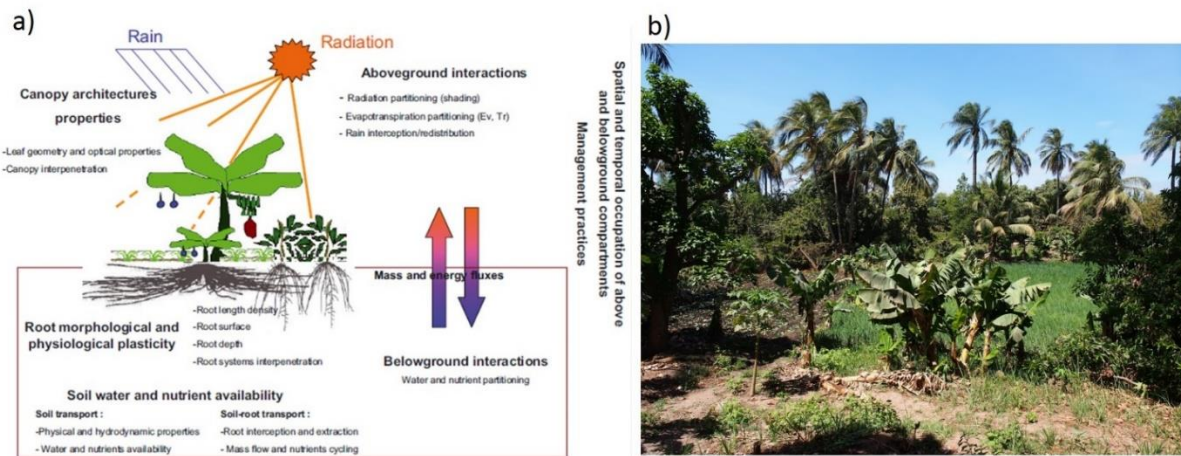 a)
Rain
Radiation
Canopy architectures
properties
-Leaf geometry and optical properties
-Canopy interpenetration
Aboveground interactions
- Radiation partitioning (shading)
- Evapotranspiration partitioning (Ev, Tr)
- Rain interception/redistribution
Mass and energy fluxes
Root morphological and
physiological plasticity
-Root length density
-Root surface
-Root depth
-Root systems interpenetration
Belowground interactions
Water and nutrient partitioning
Soil water and nutrient availability
Soil transport :
-Physical and hydrodynamic properties
- Water and nutrients availability
Soil-root transport :
-Root interception and extraction
- Mass flow and nutrients cycling
Spatial and temporal occupation of above
and belowground compartments
Management practices
b)